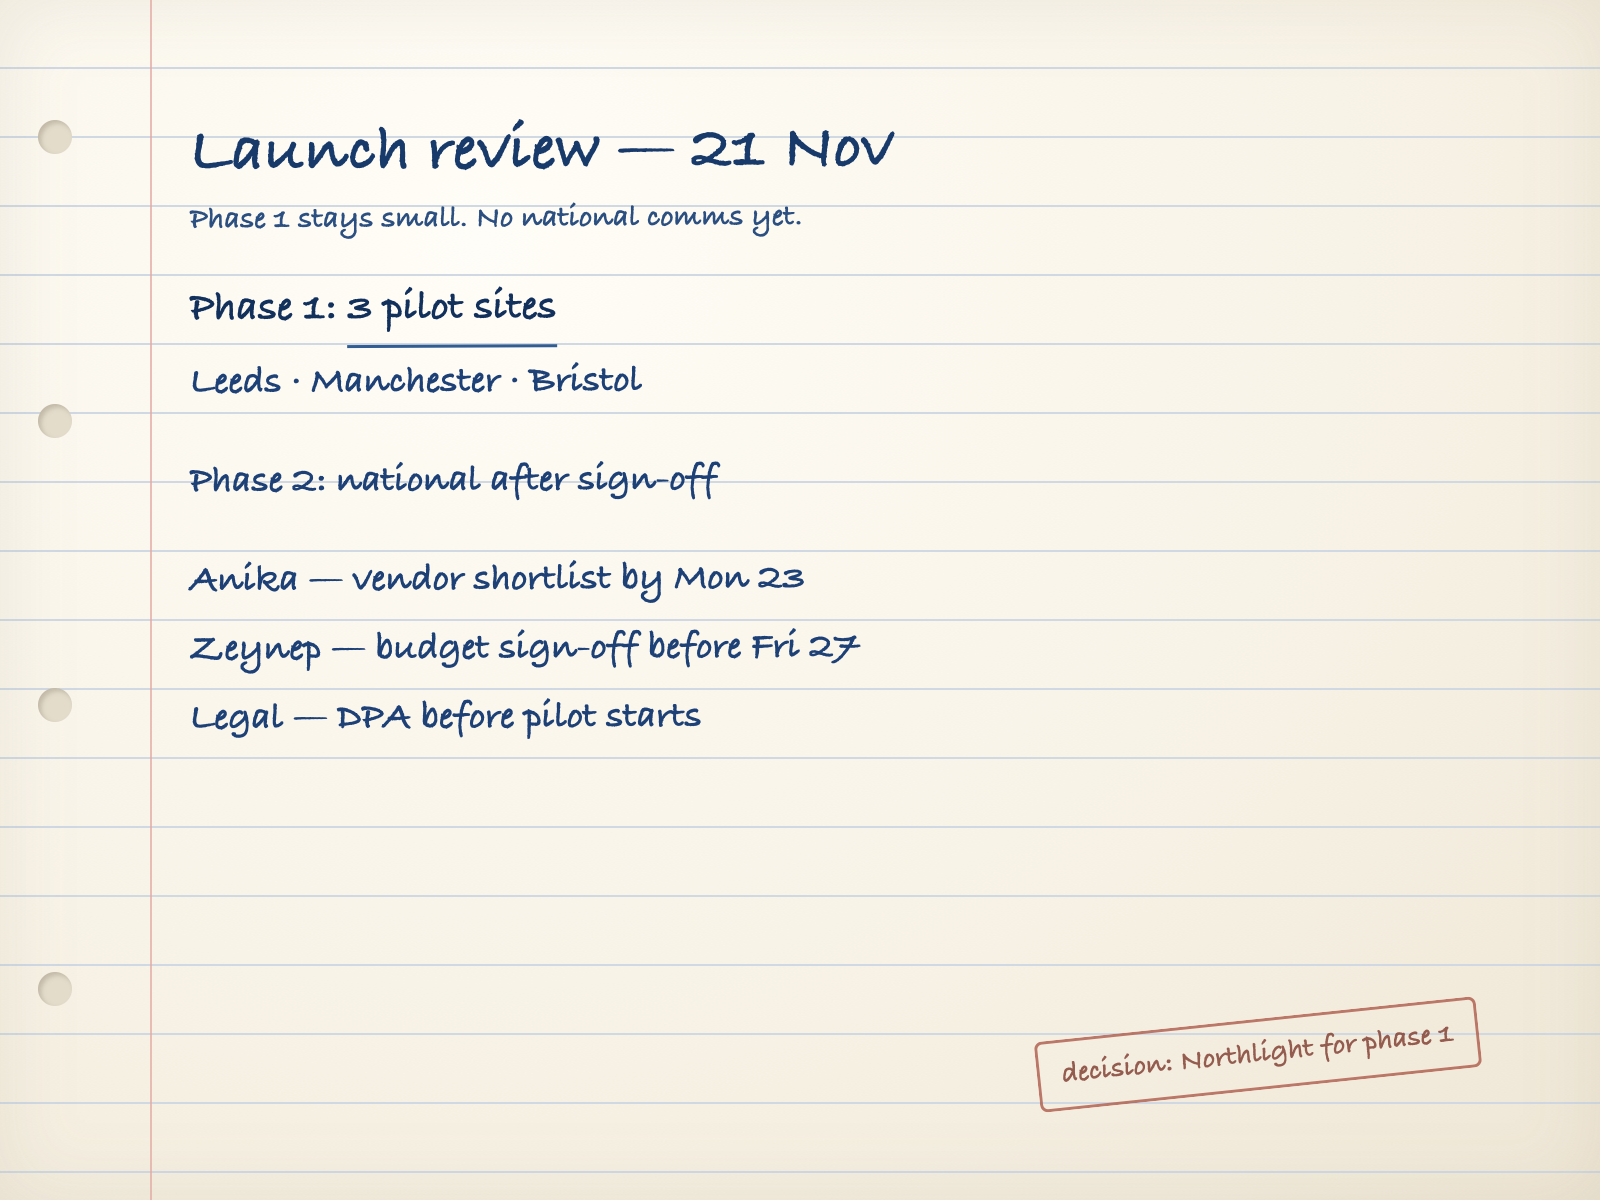 Launch review — 21 Nov
Phase 1 stays small. No national comms yet.
Phase 1: 3 pilot sites
Leeds · Manchester · Bristol
Phase 2: national after sign-off
Anika — vendor shortlist by Mon 23
Zeynep — budget sign-off before Fri 27
Legal — DPA before pilot starts
decision: Northlight for phase 1